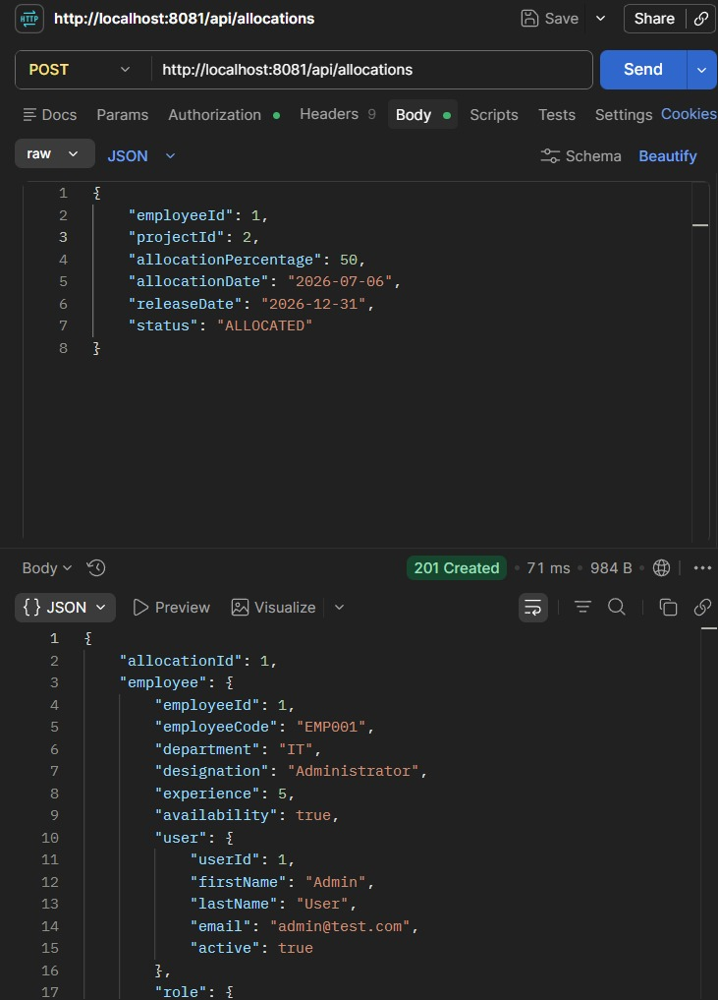 HTTP http://localhost:8081/api/allocations Save Share
POST http://localhost:8081/api/allocations Send
Docs Params Authorization Headers 9 Body Scripts Tests Settings Cookies
raw JSON Schema Beautify
1 {
2 "employeeId": 1,
3 "projectId": 2,
4 "allocationPercentage": 50,
5 "allocationDate": "2026-07-06",
6 "releaseDate": "2026-12-31",
7 "status": "ALLOCATED"
8 }
Body 201 Created • 71 ms • 984 B •
{} JSON Preview Visualize
1 {
2 "allocationId": 1,
3 "employee": {
4 "employeeId": 1,
5 "employeeCode": "EMP001",
6 "department": "IT",
7 "designation": "Administrator",
8 "experience": 5,
9 "availability": true,
10 "user": {
11 "userId": 1,
12 "firstName": "Admin",
13 "lastName": "User",
14 "email": "admin@test.com",
15 "active": true
16 },
17 "role": {